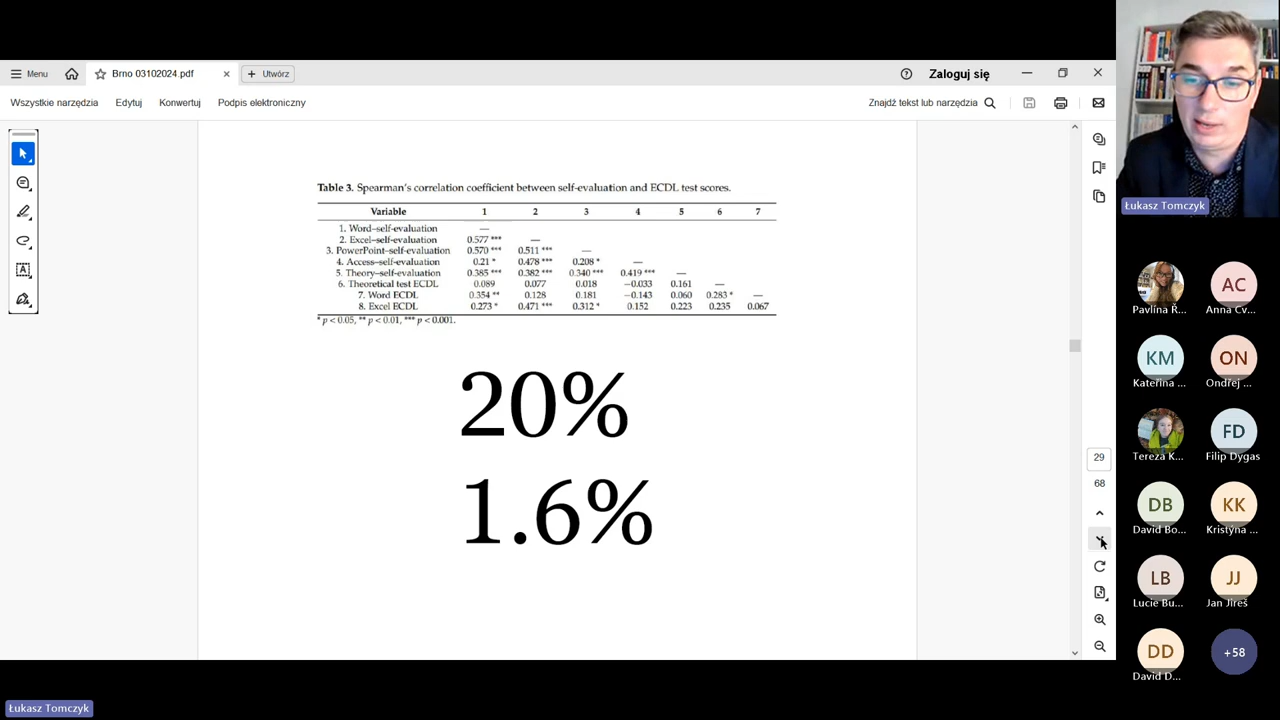 Menu
Brno 03102024.pdf
Utwórz
Zaloguj się
Wszystkie narzędzia
Edytuj
Konwertuj
Podpis elektroniczny
Znajdź tekst lub narzędzia
Table 3. Spearman's correlation coefficient between self-evaluation and ECDL test scores.
Variable 1 2 3 4 5 6 7
1. Word–self-evaluation —
2. Excel–self-evaluation 0.577 *** —
3. PowerPoint–self-evaluation 0.570 *** 0.511 *** —
4. Access–self-evaluation 0.21 * 0.478 *** 0.208 * —
5. Theory–self-evaluation 0.385 *** 0.382 *** 0.340 *** 0.419 *** —
6. Theoretical test ECDL 0.089 0.077 0.018 −0.033 0.161 —
7. Word ECDL 0.354 ** 0.128 0.181 −0.143 0.060 0.283 * —
8. Excel ECDL 0.273 * 0.471 *** 0.312 * 0.152 0.223 0.235 0.067
* p < 0.05, ** p < 0.01, *** p < 0.001.
20%
1.6%
29
68
Łukasz Tomczyk
Pavlína Ř...
AC
Anna Cv...
KM
Kateřina ...
ON
Ondřej ...
Tereza K...
FD
Filip Dygas
DB
David Bo...
KK
Kristýna ...
LB
Lucie Bu...
JJ
Jan Jireš
DD
David D...
+58
Łukasz Tomczyk